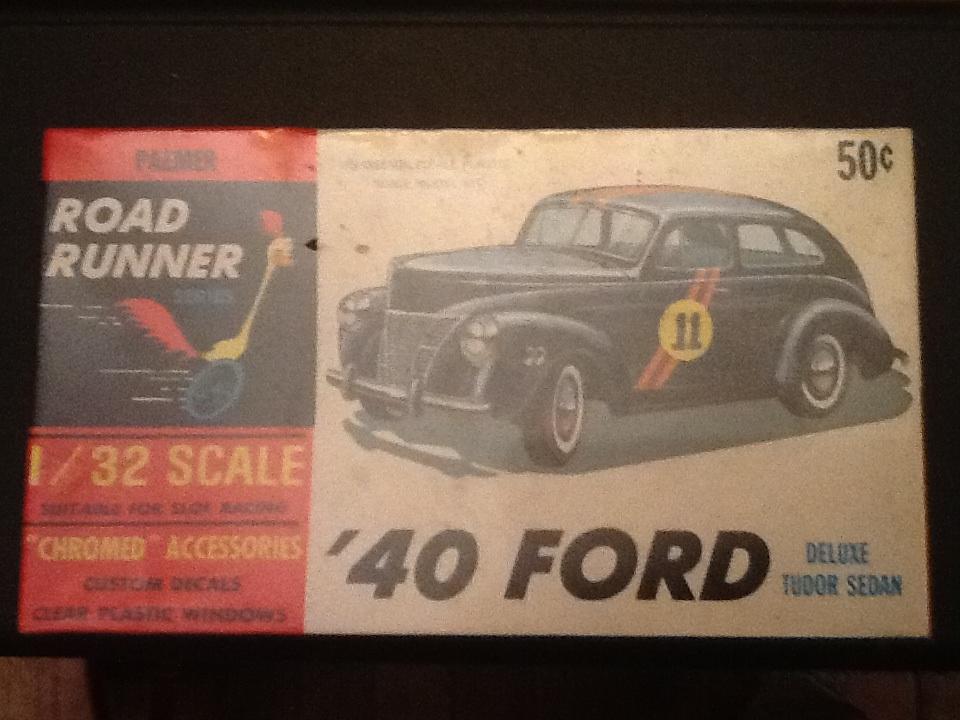 PALMER
ROAD
RUNNER
SERIES
1/32 SCALE
SUITABLE FOR SLOT RACING
"CHROMED" ACCESSORIES
CUSTOM DECALS
CLEAR PLASTIC WINDOWS
50¢
11
'40 FORD
DELUXE
TUDOR SEDAN